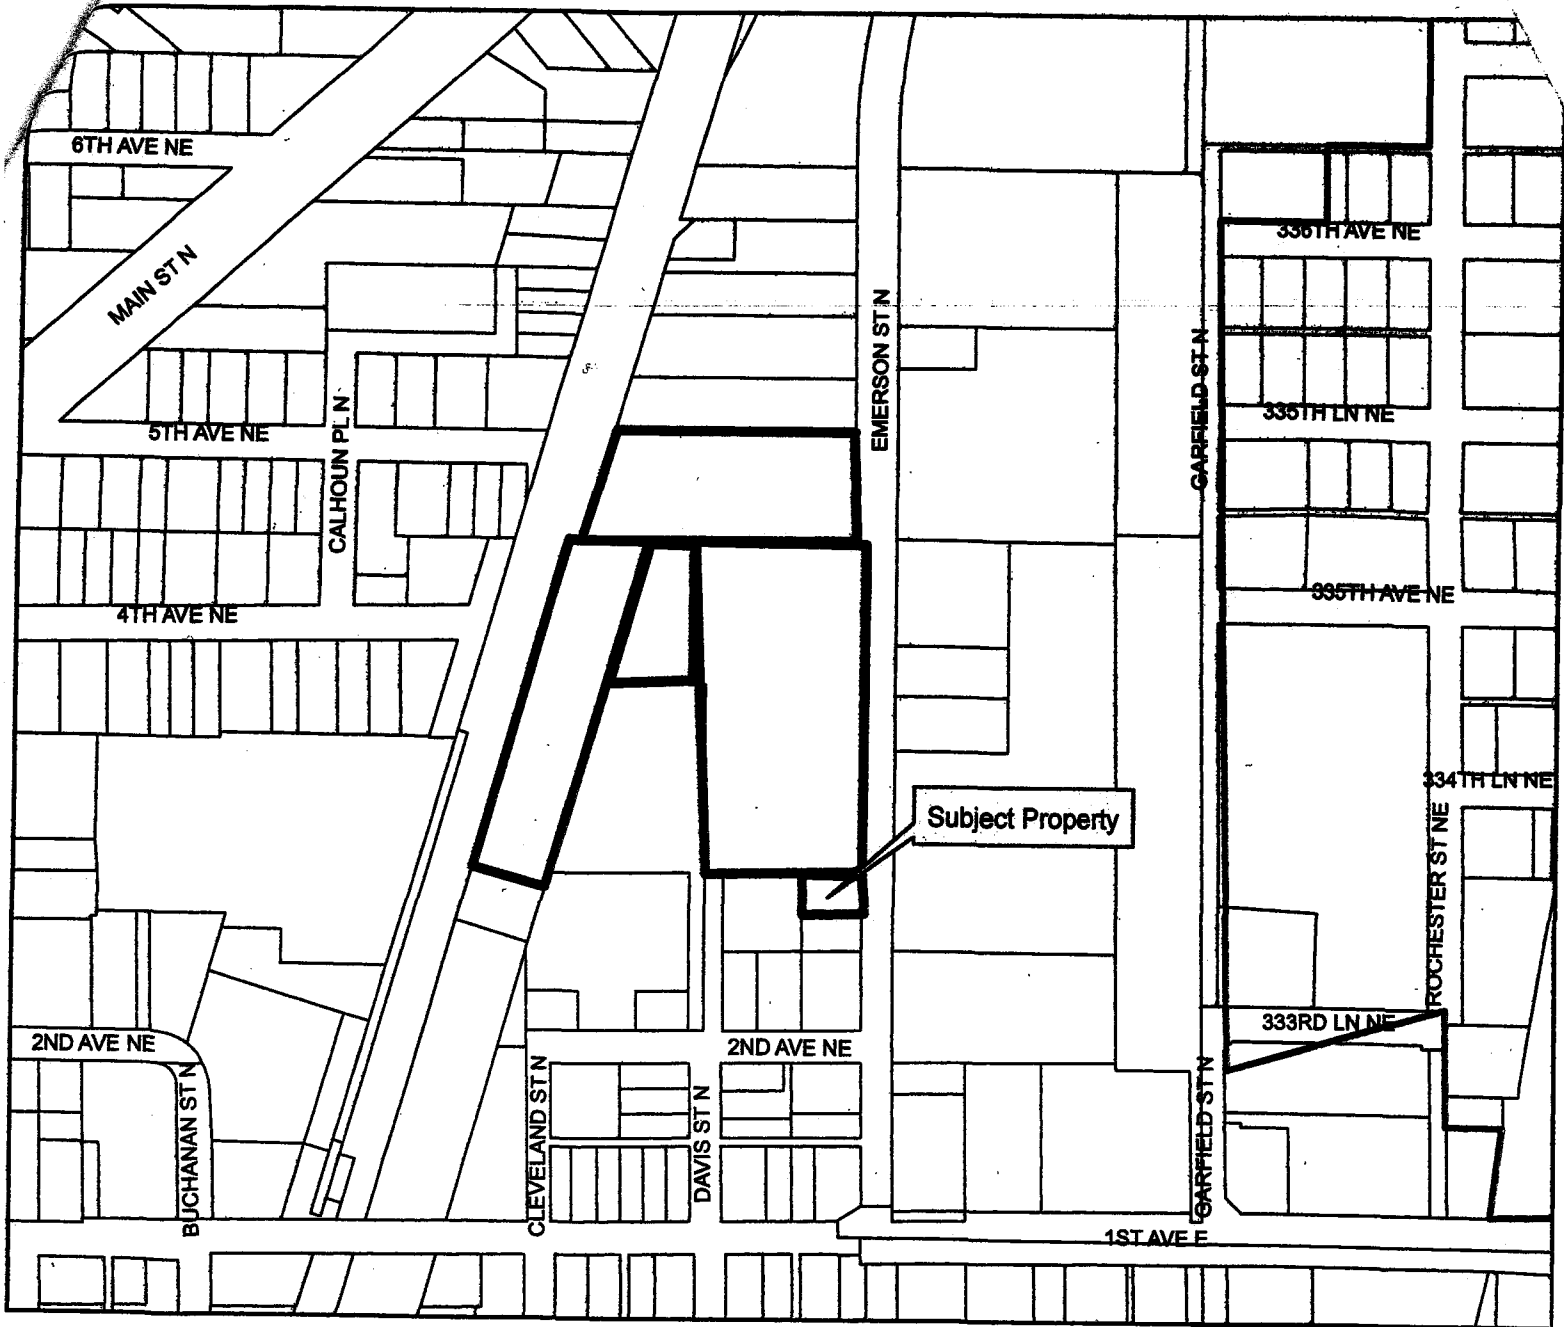 6TH AVE NE
MAIN ST N
336TH AVE NE
EMERSON ST N
GARFIELD ST N
335TH LN NE
CALHOUN PL N
5TH AVE NE
335TH AVE NE
4TH AVE NE
334TH LN NE
Subject Property
ROCHESTER ST NE
333RD LN NE
2ND AVE NE
2ND AVE NE
BUCHANAN ST N
CLEVELAND ST N
DAVIS ST N
GARFIELD ST N
1ST AVE E